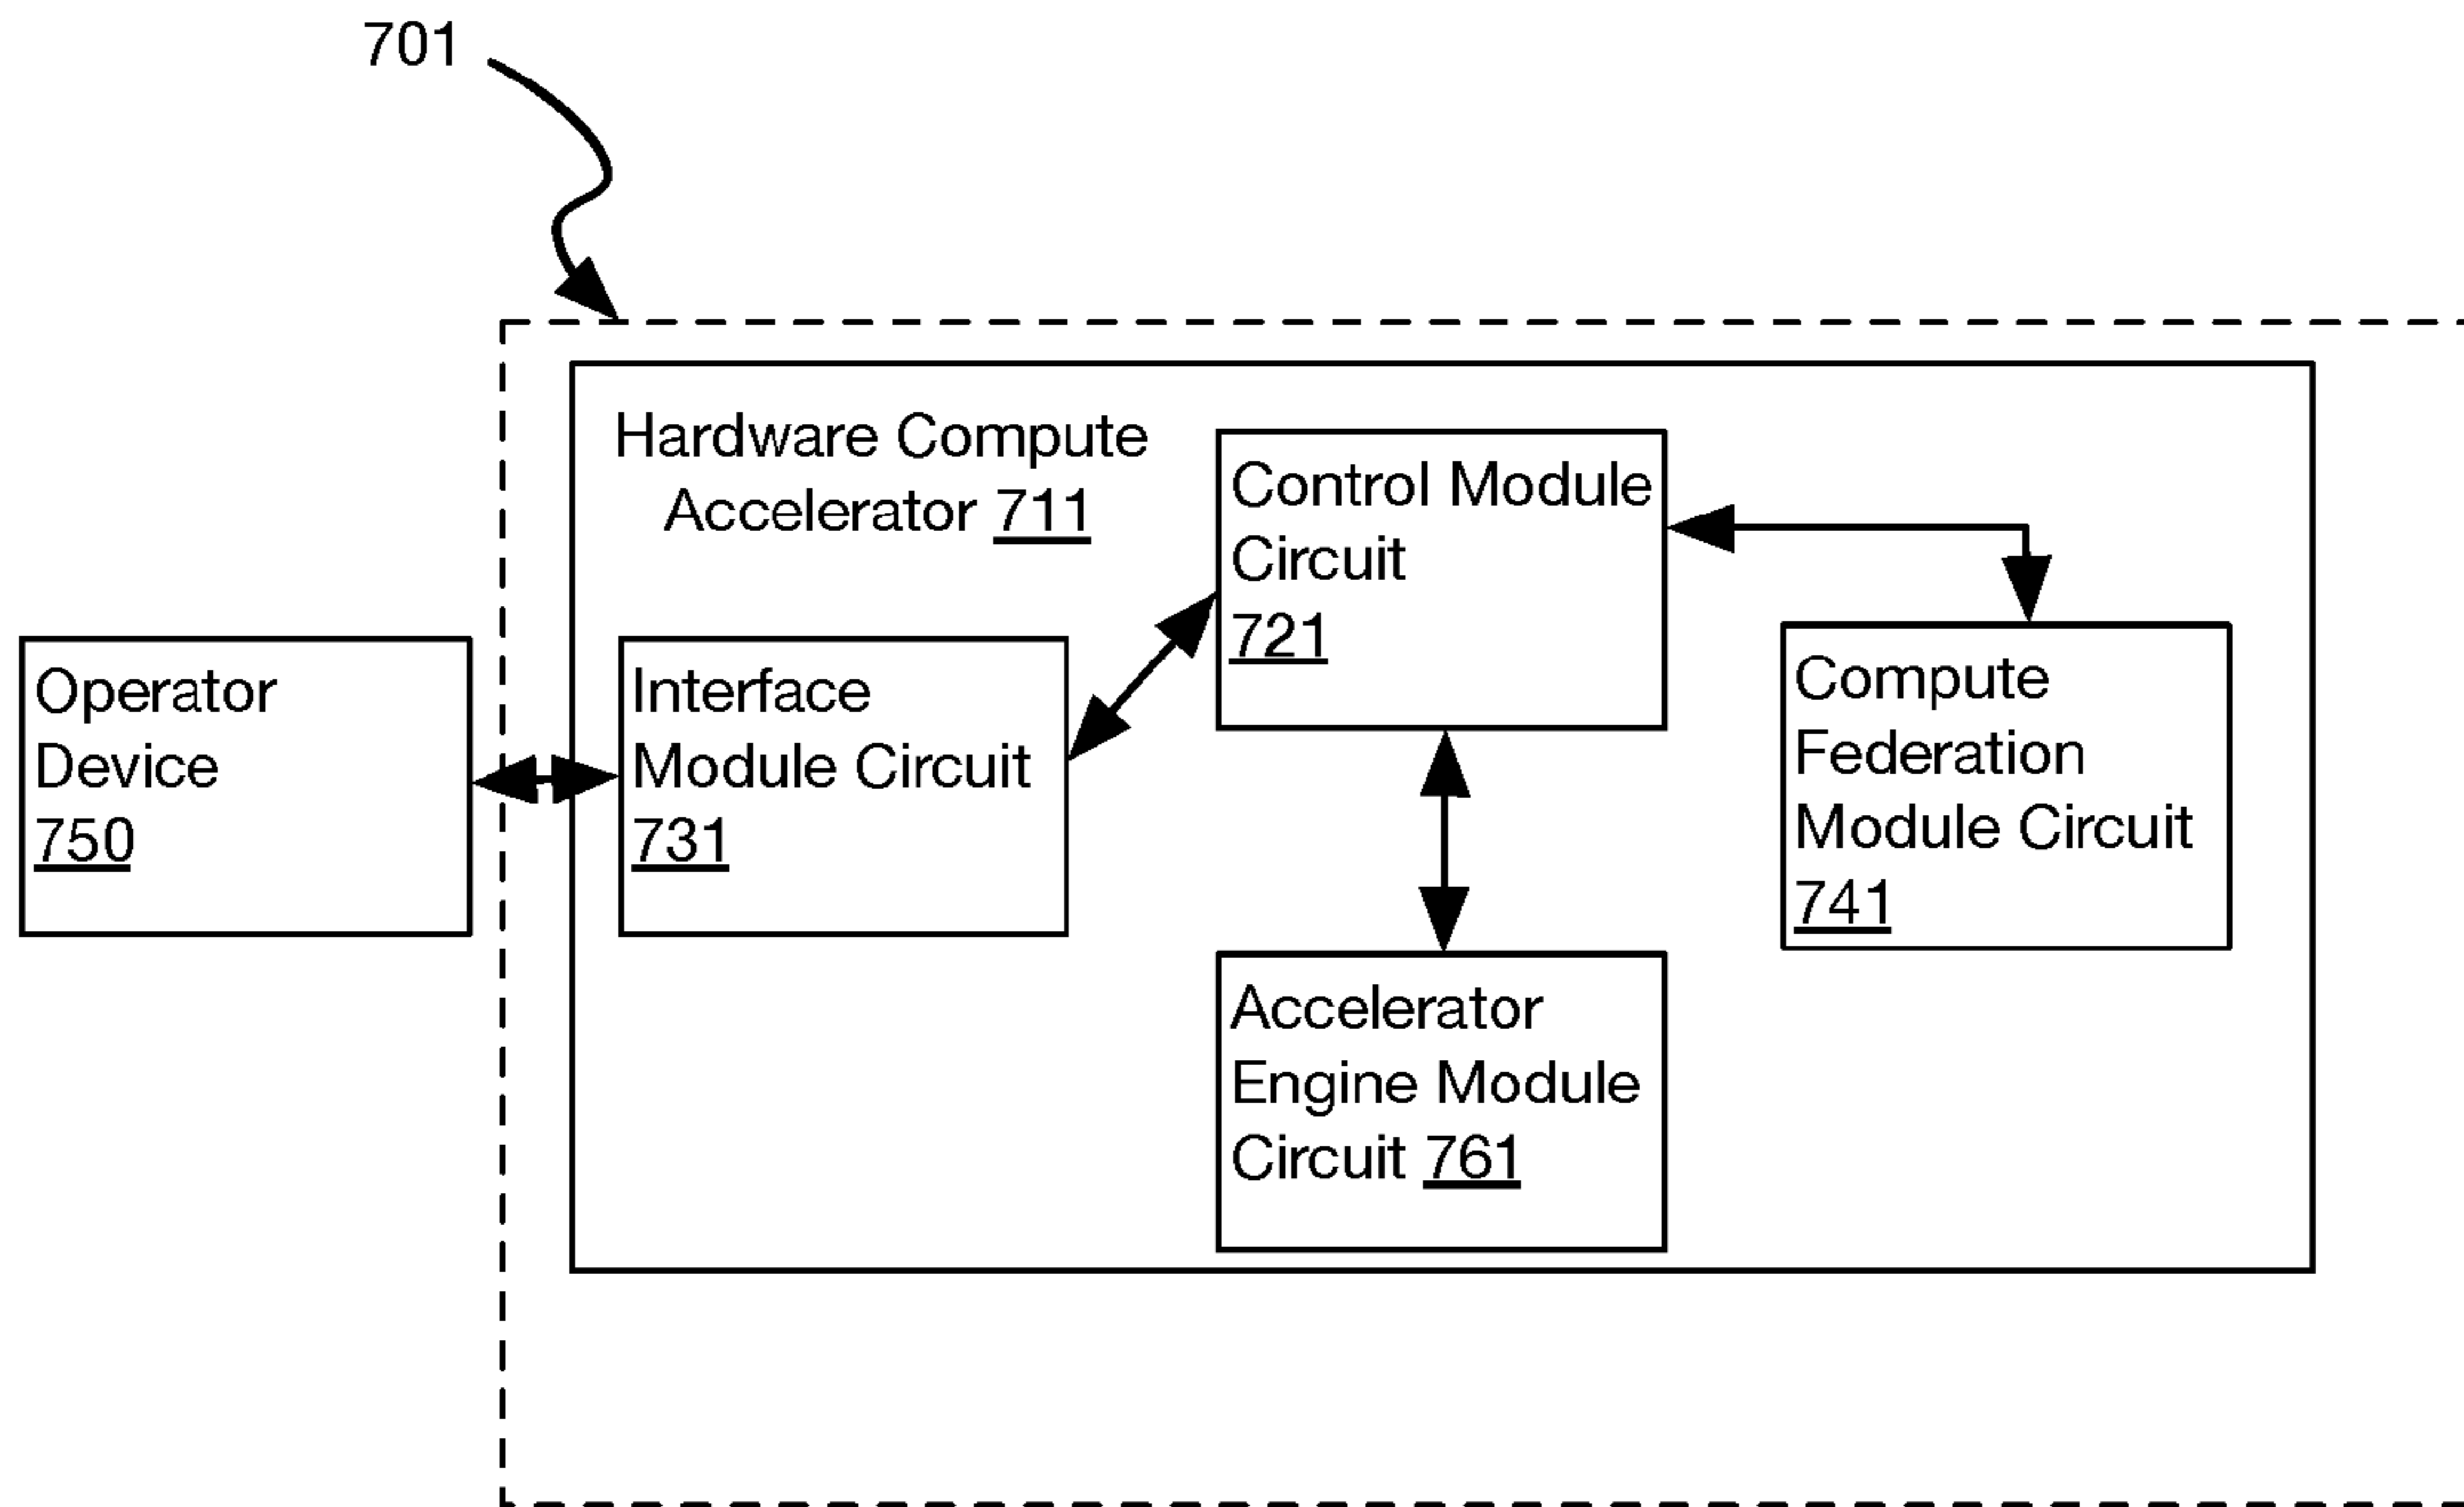 701
Hardware Compute
Accelerator 711
Control Module
Circuit
721
Operator
Device
750
Interface
Module Circuit
731
Compute
Federation
Module Circuit
741
Accelerator
Engine Module
Circuit 761